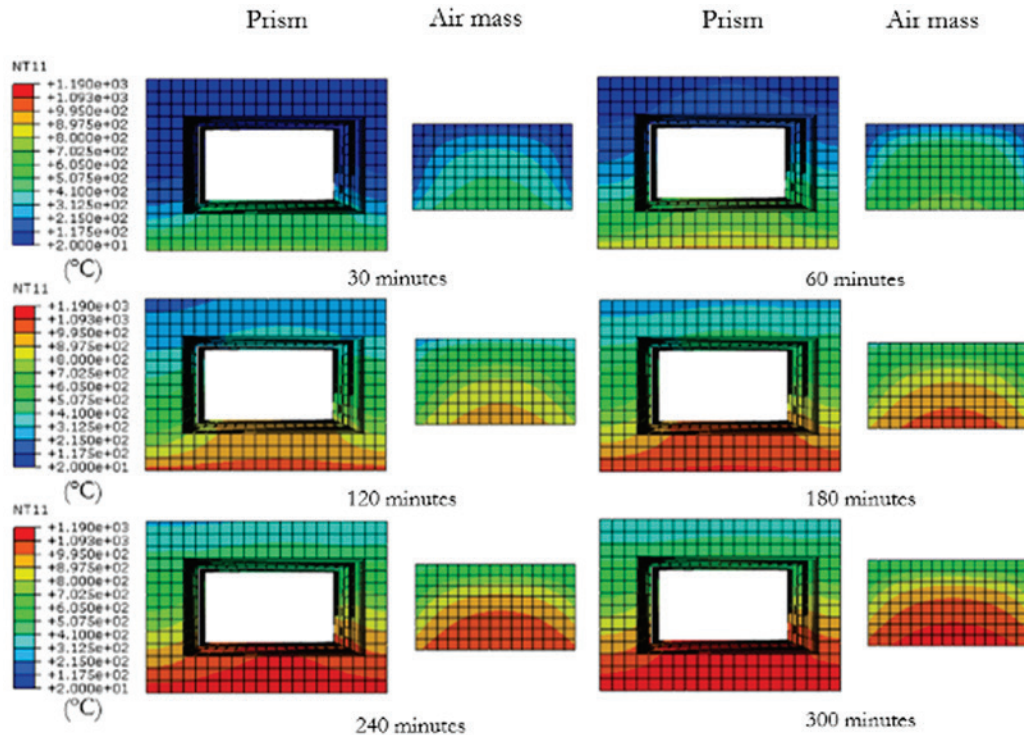 Prism Air mass Prism Air mass
NT11
+1.190e+03
+1.093e+03
+9.950e+02
+8.975e+02
+8.000e+02
+7.025e+02
+6.050e+02
+5.075e+02
+4.100e+02
+3.125e+02
+2.150e+02
+1.175e+02
+2.000e+01
(°C)
30 minutes
60 minutes
NT11
+1.190e+03
+1.093e+03
+9.950e+02
+8.975e+02
+8.000e+02
+7.025e+02
+6.050e+02
+5.075e+02
+4.100e+02
+3.125e+02
+2.150e+02
+1.175e+02
+2.000e+01
(°C)
120 minutes
180 minutes
NT11
+1.190e+03
+1.093e+03
+9.950e+02
+8.975e+02
+8.000e+02
+7.025e+02
+6.050e+02
+5.075e+02
+4.100e+02
+3.125e+02
+2.150e+02
+1.175e+02
+2.000e+01
(°C)
240 minutes
300 minutes